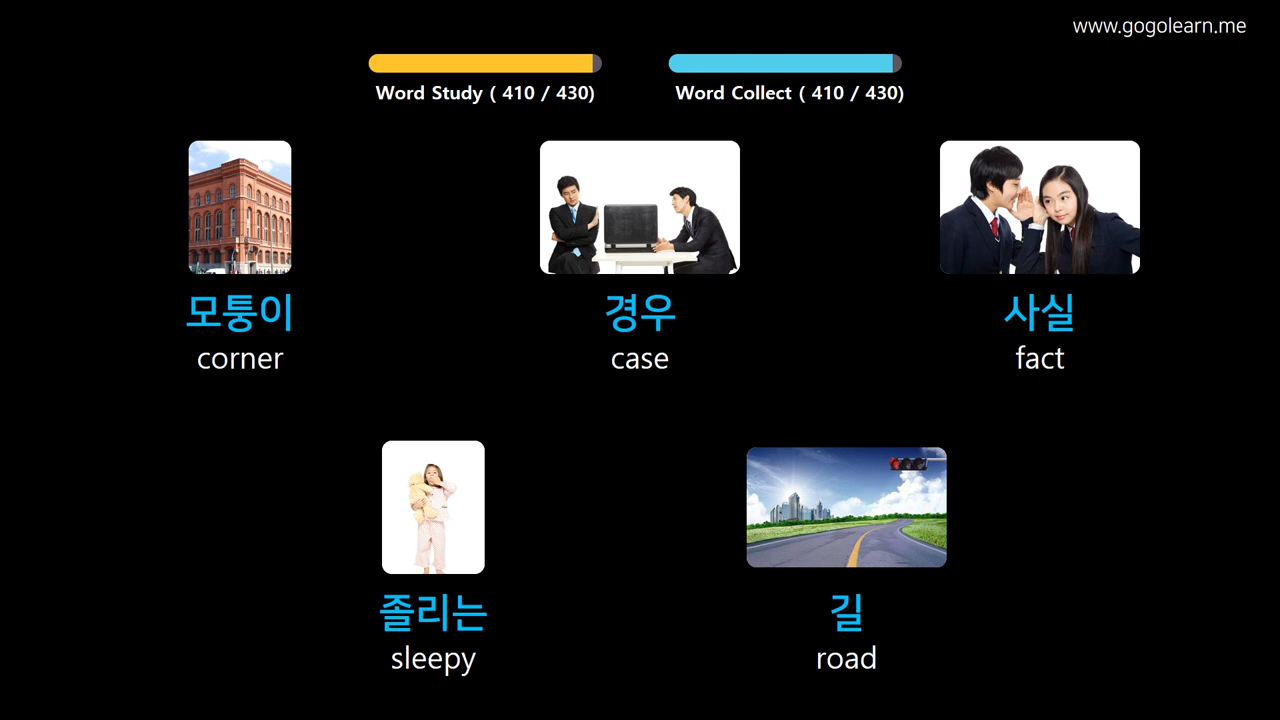 www.gogolearn.me
Word Study ( 410 / 430)
Word Collect ( 410 / 430)
모퉁이
corner
경우
case
사실
fact
졸리는
sleepy
길
road